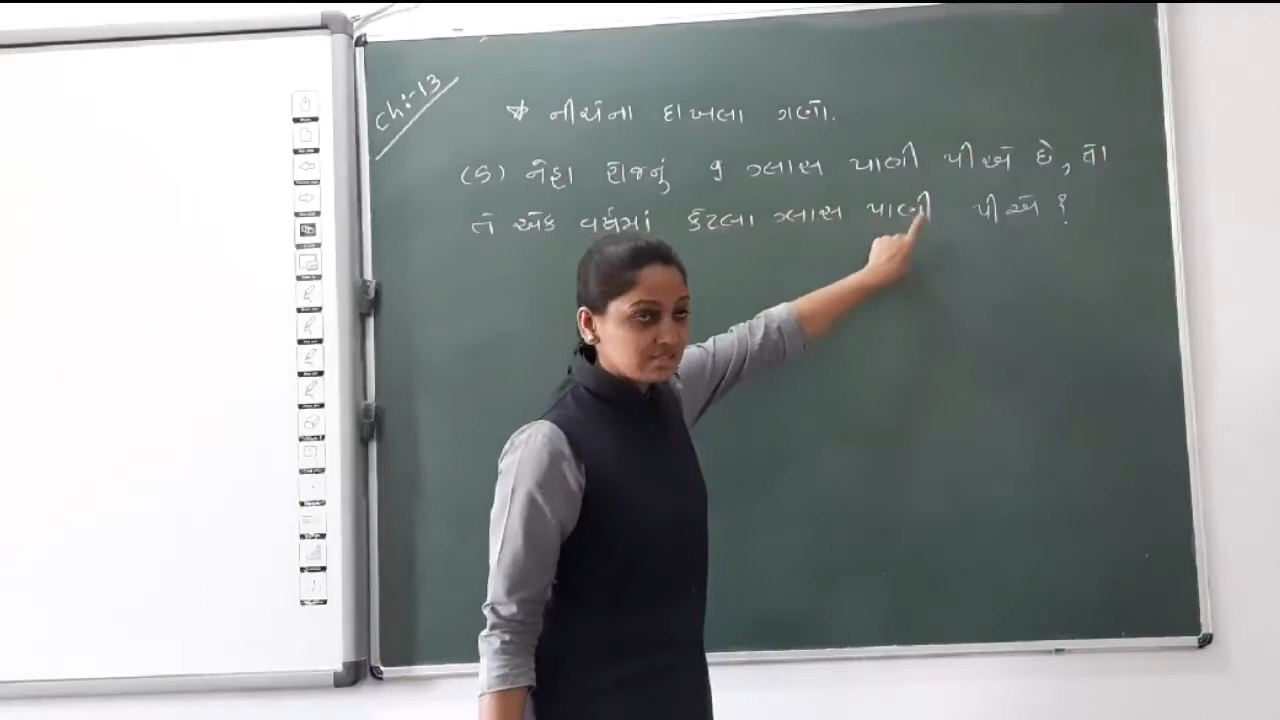 Ch:-13
* નીચેના દાખલા ગણો.
(ડ) નેહા રોજનું ૭ ગ્લાસ પાણી પીએ છે, તો
તે એક વર્ષમાં કેટલા ગ્લાસ પાણી પીએ ?